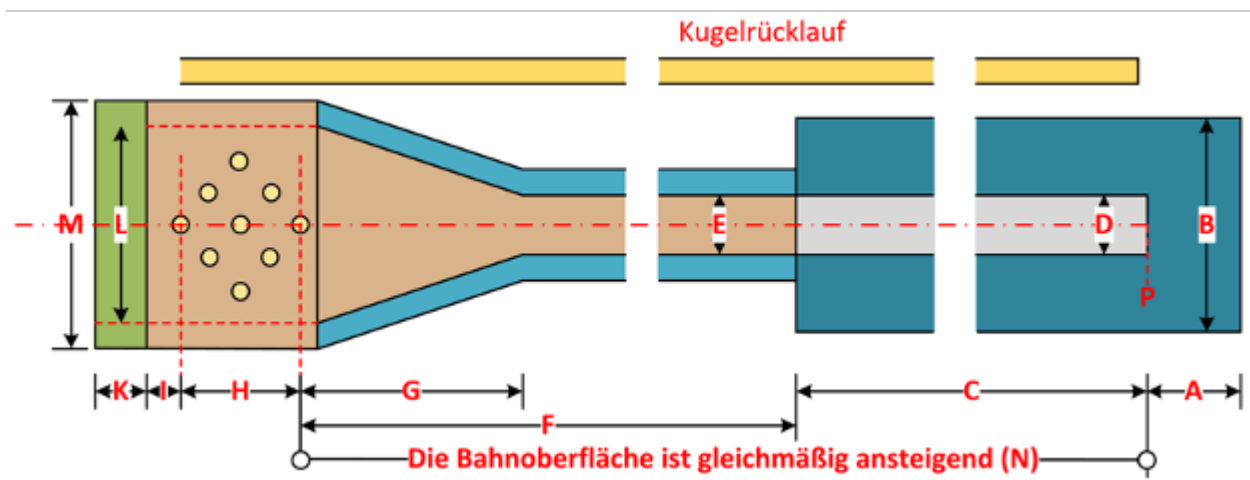 Kugelrücklauf
M
L
E
D
B
P
K
I
H
G
C
A
F
Die Bahnoberfläche ist gleichmäßig ansteigend (N)